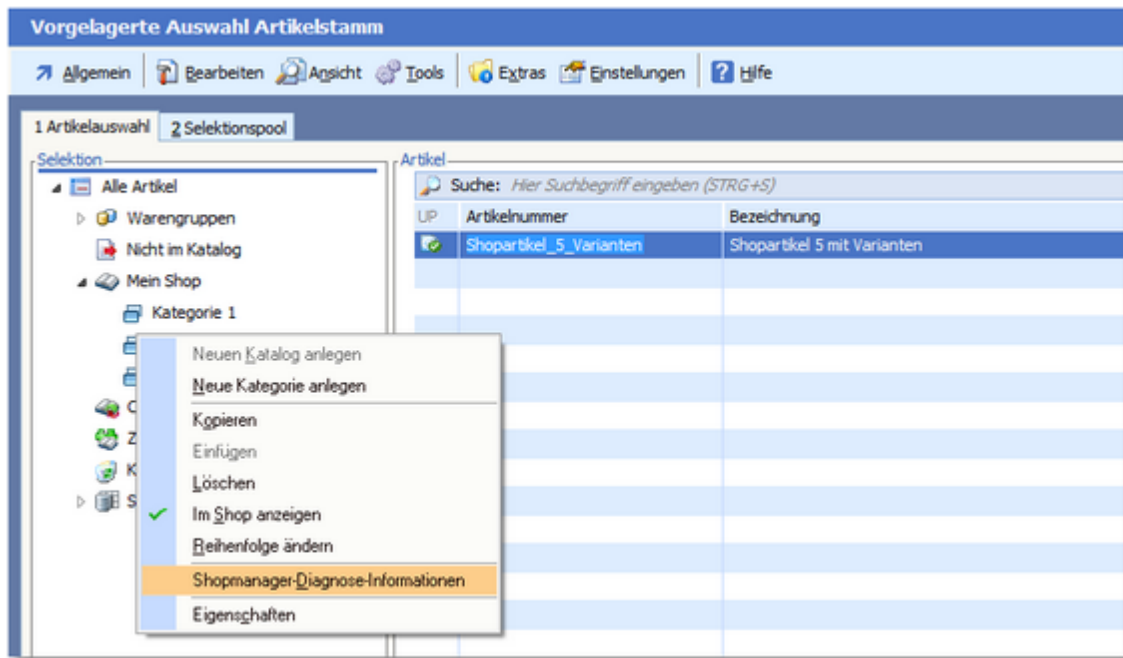 Vorgelagerte Auswahl Artikelstamm
Allgemein Bearbeiten Ansicht Tools Extras Einstellungen Hilfe
1 Artikelauswahl 2 Selektionspool
Selektion
Alle Artikel
Warengruppen
Nicht im Katalog
Mein Shop
Kategorie 1
Neuen Katalog anlegen
Neue Kategorie anlegen
Kopieren
Einfügen
Löschen
Im Shop anzeigen
Reihenfolge ändern
Shopmanager-Diagnose-Informationen
Eigenschaften
Artikel
Suche: Hier Suchbegriff eingeben (STRG+S)
UP Artikelnummer Bezeichnung
Shopartikel_5_Varianten Shopartikel 5 mit Varianten